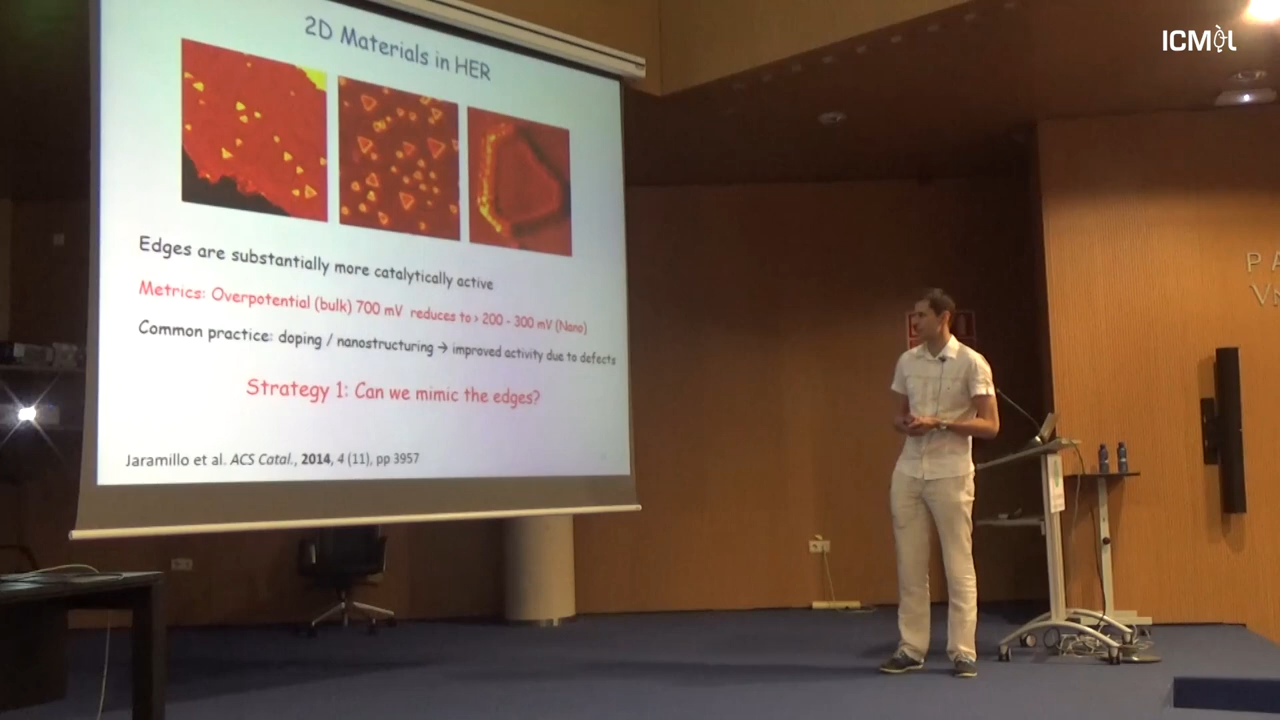 2D Materials in HER
Edges are substantially more catalytically active
Metrics: Overpotential (bulk) 700 mV reduces to > 200 - 300 mV (Nano)
Common practice: doping / nanostructuring → improved activity due to defects
Strategy 1: Can we mimic the edges?
Jaramillo et al. ACS Catal., 2014, 4 (11), pp 3957
ICMOL
PA